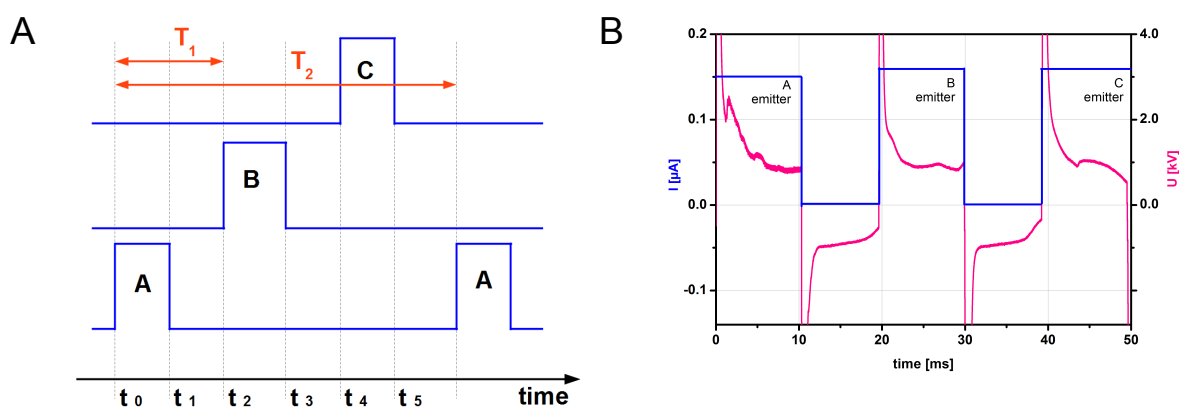 A
T1
T2
C
B
A
A
t0 t1 t2 t3 t4 t5 time
B
0.2
0.1
0.0
-0.1
I [µA]
4.0
2.0
0.0
U [kV]
A
emitter
B
emitter
C
emitter
0 10 20 30 40 50
time [ms]